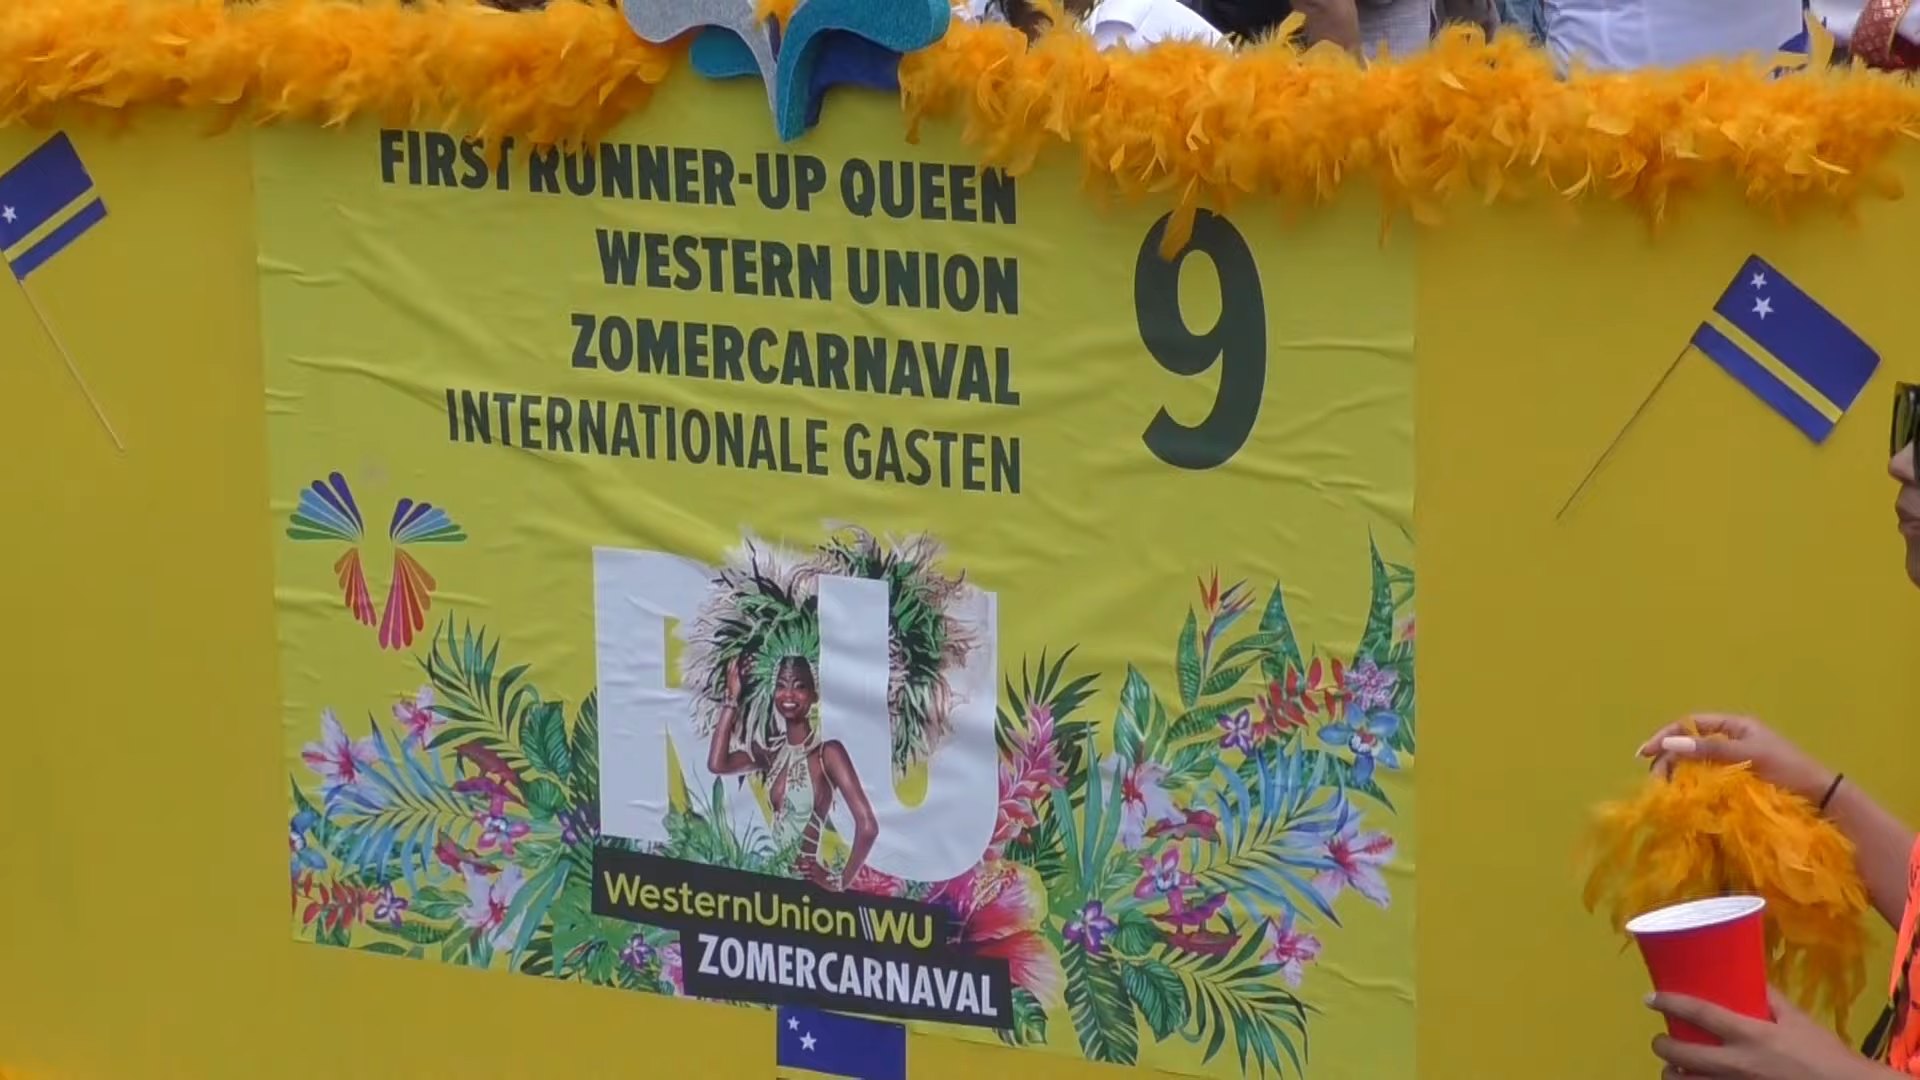 FIRST RUNNER-UP QUEEN
WESTERN UNION
ZOMERCARNAVAL
INTERNATIONALE GASTEN
9
RU
WesternUnion WU
ZOMERCARNAVAL